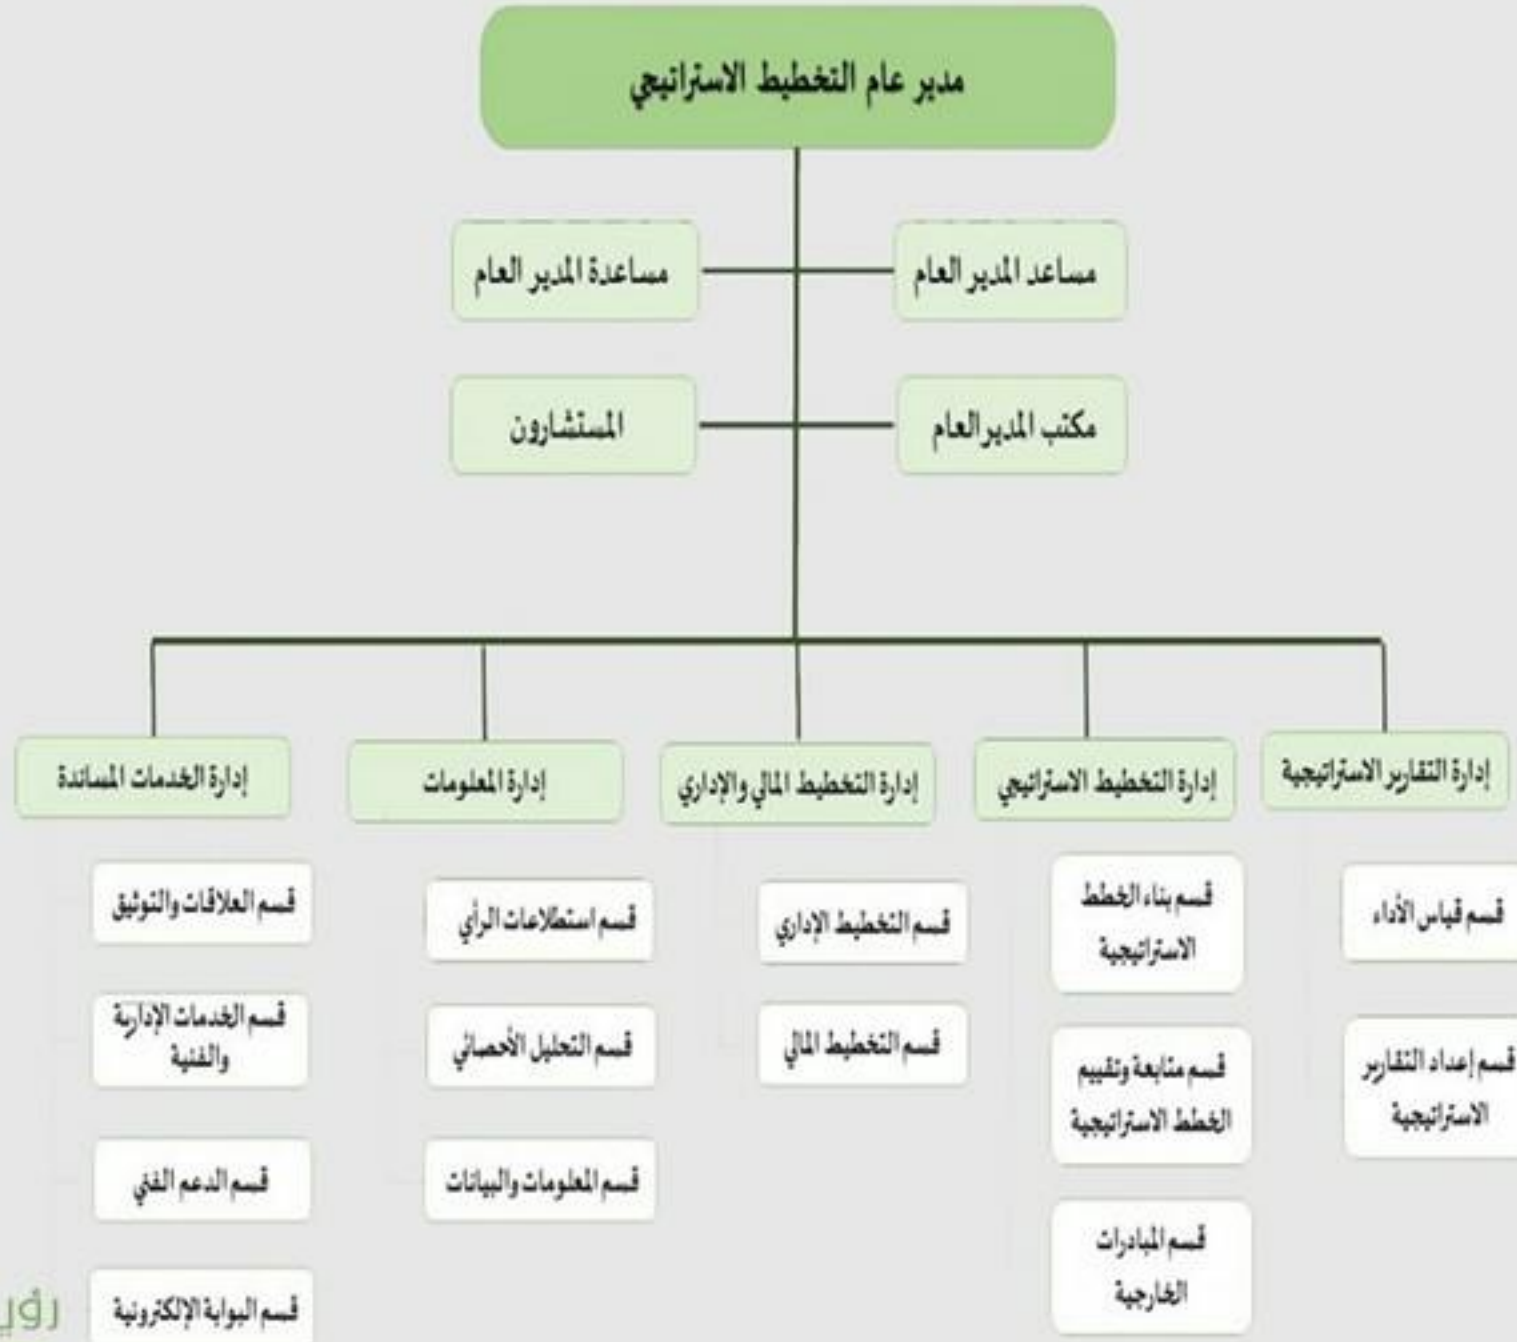 مدير عام التخطيط الاستراتيجي
مساعد المدير العام
مساعدة المدير العام
مكتب المدير العام
المستشارون
إدارة التقارير الاستراتيجية
إدارة التخطيط الاستراتيجي
إدارة التخطيط المالي والإداري
إدارة المعلومات
إدارة الخدمات المساندة
قسم قياس الأداء
قسم إعداد التقارير
الاستراتيجية
قسم بناء الخطط
الاستراتيجية
قسم متابعة وتقييم
الخطط الاستراتيجية
قسم المبادرات
الخارجية
قسم التخطيط الإداري
قسم التخطيط المالي
قسم استطلاعات الرأي
قسم التحليل الأحصائي
قسم المعلومات والبيانات
قسم العلاقات والتوثيق
قسم الخدمات الإدارية
والفنية
قسم الدعم الفني
قسم البوابة الإلكترونية